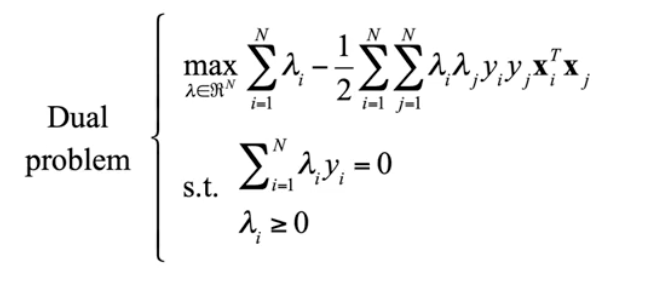 Dual
problem
max_{λ∈ℜ^N} ∑_{i=1}^{N} λ_i − \frac{1}{2} ∑_{i=1}^{N} ∑_{j=1}^{N} λ_i λ_j y_i y_j 𝐱_i^T 𝐱_j
s.t. ∑_{i=1}^{N} λ_i y_i = 0
λ_i ≥ 0